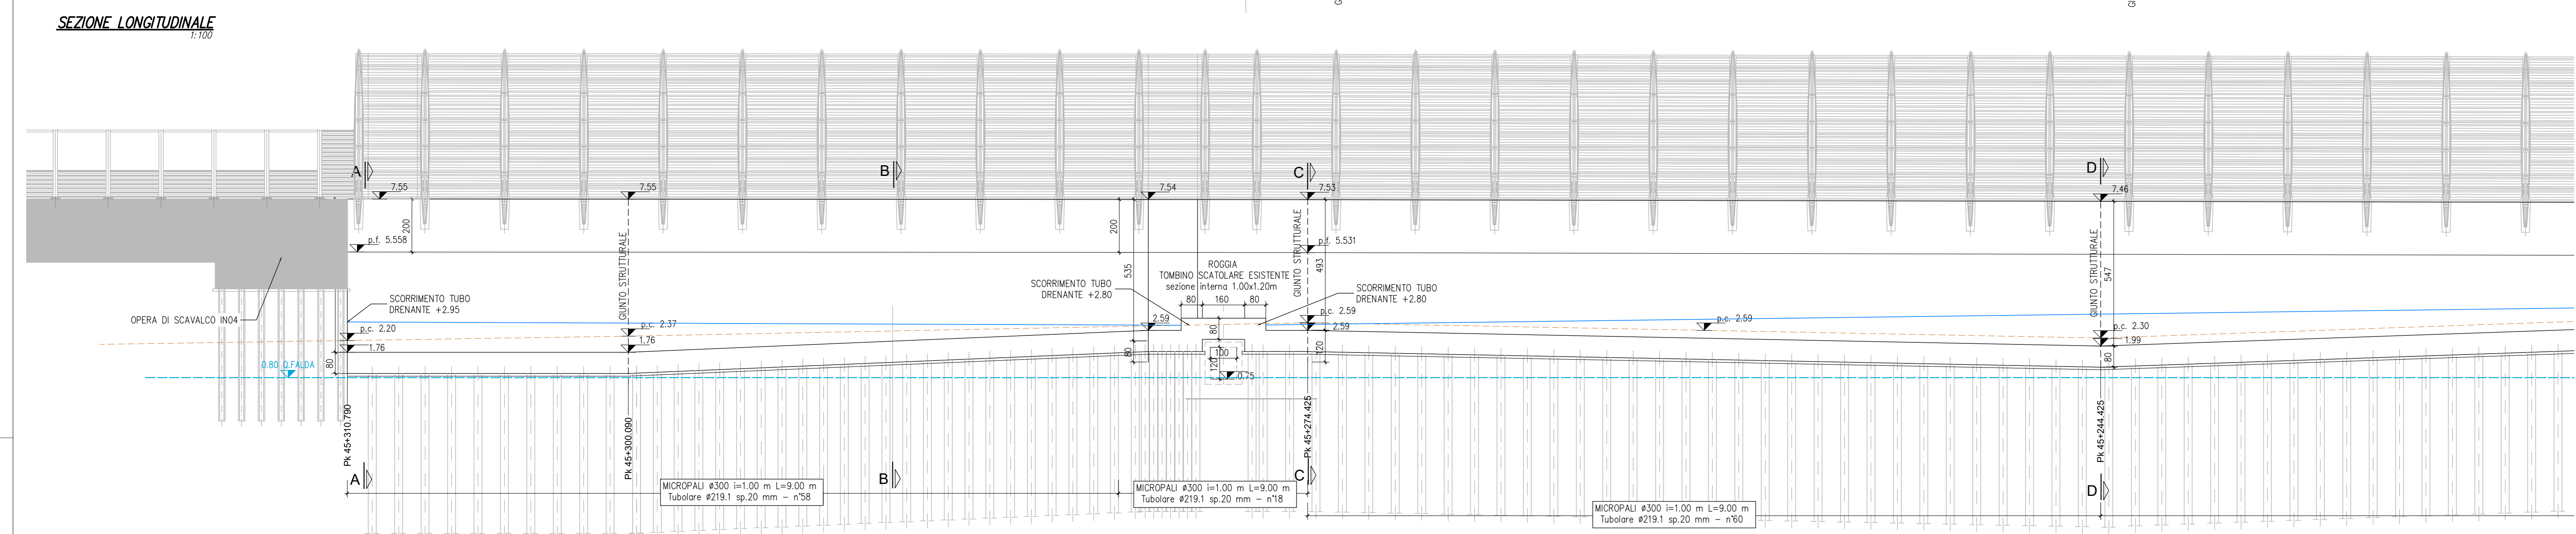 SEZIONE LONGITUDINALE
1:100
A
B
C
D
7.55
7.55
7.54
7.53
7.46
200
200
p.f. 5.558
p.f. 5.531
GIUNTO STRUTTURALE
GIUNTO STRUTTURALE
GIUNTO STRUTTURALE
535
493
547
ROGGIA
TOMBINO SCATOLARE ESISTENTE
sezione interna 1.00x1.20m
SCORRIMENTO TUBO
DRENANTE +2.80
SCORRIMENTO TUBO
DRENANTE +2.80
SCORRIMENTO TUBO
DRENANTE +2.95
80
160
80
OPERA DI SCAVALCO IN04
p.c. 2.20
1.76
p.c. 2.37
1.76
2.59
p.c. 2.59
2.59
p.c. 2.59
p.c. 2.30
1.99
80
80
80
100
120
120
80
0.75
0.80 Q.FALDA
Pk 45+310.790
Pk 45+300.090
Pk 45+274.425
Pk 45+244.425
A
B
C
D
MICROPALI ø300 i=1.00 m L=9.00 m
Tubolare ø219.1 sp.20 mm - n°58
MICROPALI ø300 i=1.00 m L=9.00 m
Tubolare ø219.1 sp.20 mm - n°18
MICROPALI ø300 i=1.00 m L=9.00 m
Tubolare ø219.1 sp.20 mm - n°60